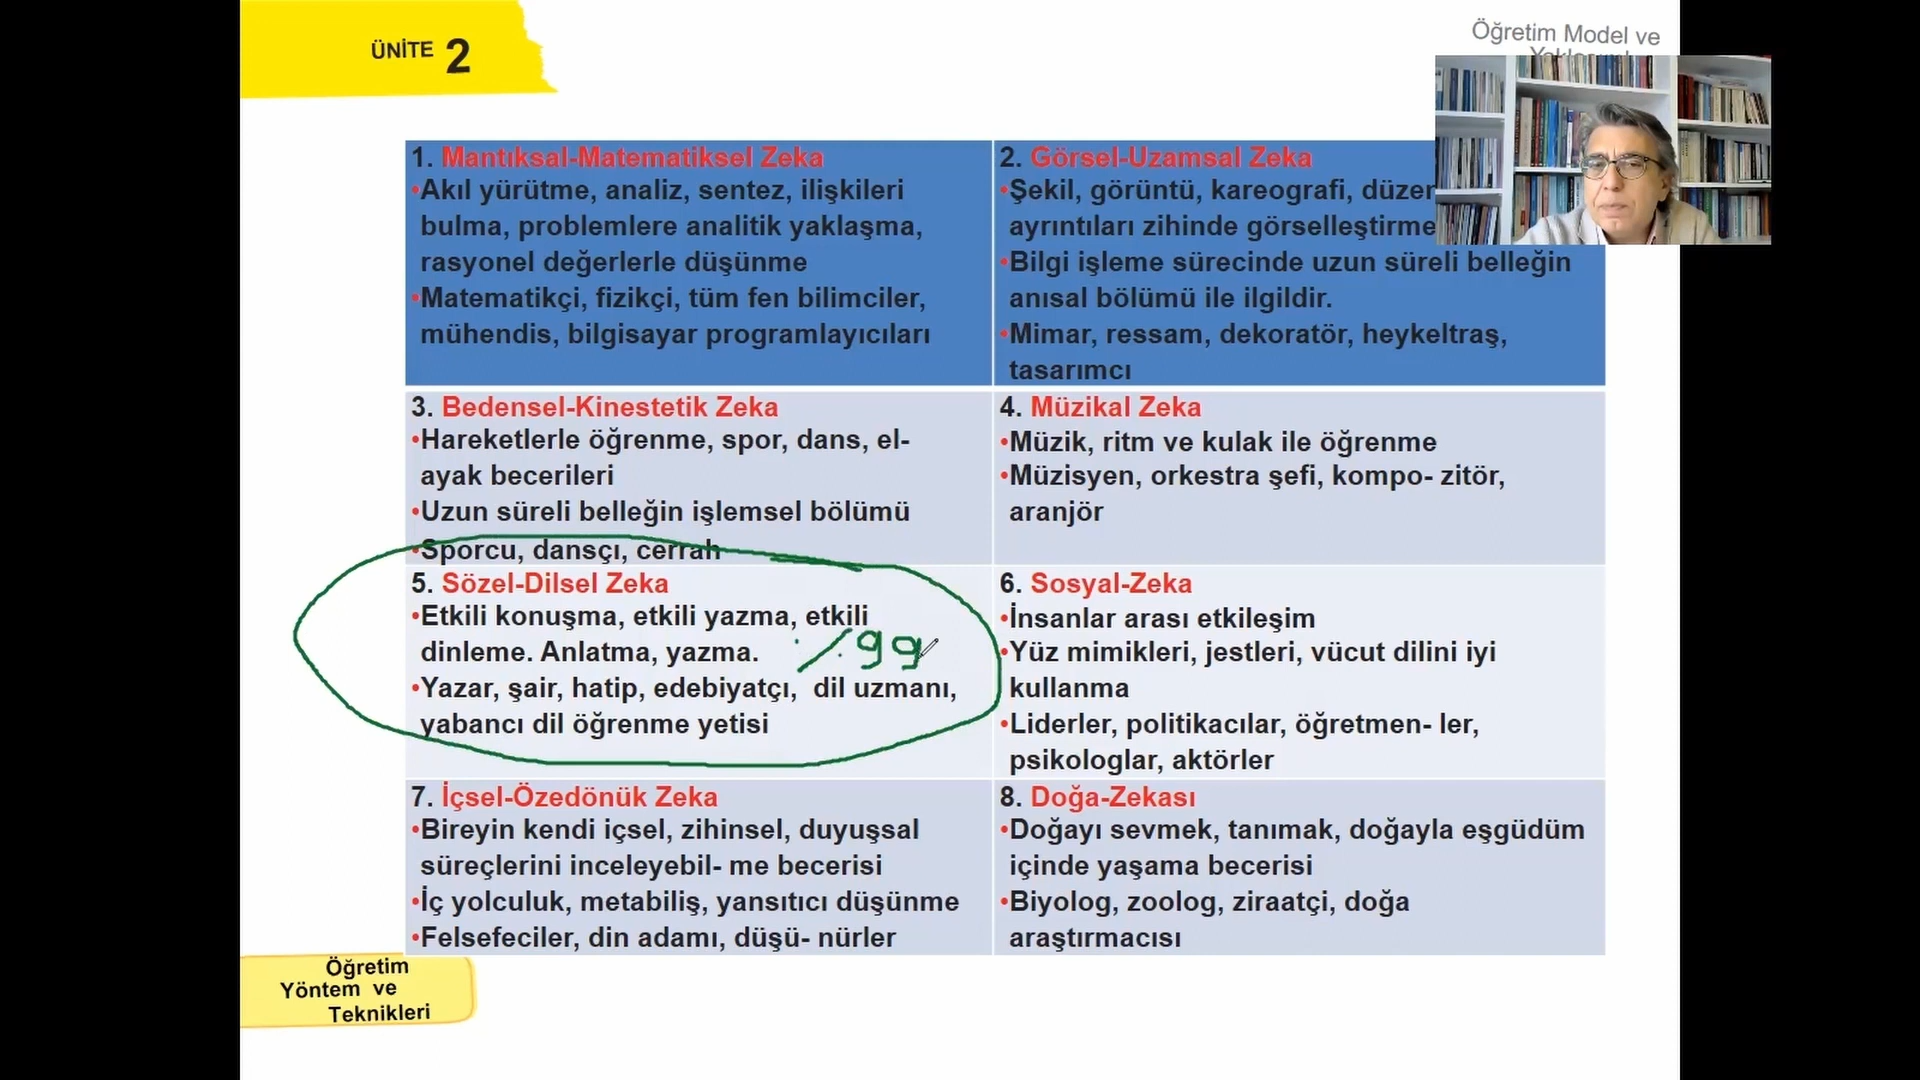 ÜNİTE 2
Öğretim Model ve
1. Mantıksal-Matematiksel Zeka
•Akıl yürütme, analiz, sentez, ilişkileri
bulma, problemlere analitik yaklaşma,
rasyonel değerlerle düşünme
•Matematikçi, fizikçi, tüm fen bilimciler,
mühendis, bilgisayar programlayıcıları
2. Görsel-Uzamsal Zeka
•Şekil, görüntü, kareografi,
ayrıntıları zihinde görselleştirme
•Bilgi işleme sürecinde uzun süreli belleğin
anısal bölümü ile ilgildir.
•Mimar, ressam, dekoratör, heykeltraş,
tasarımcı
3. Bedensel-Kinestetik Zeka
•Hareketlerle öğrenme, spor, dans, el-
ayak becerileri
•Uzun süreli belleğin işlemsel bölümü
•Sporcu, dansçı, cerrah
4. Müzikal Zeka
•Müzik, ritm ve kulak ile öğrenme
•Müzisyen, orkestra şefi, kompo- zitör,
aranjör
5. Sözel-Dilsel Zeka
•Etkili konuşma, etkili yazma, etkili
dinleme. Anlatma, yazma.
%99
•Yazar, şair, hatip, edebiyatçı, dil uzmanı,
yabancı dil öğrenme yetisi
6. Sosyal-Zeka
•İnsanlar arası etkileşim
•Yüz mimikleri, jestleri, vücut dilini iyi
kullanma
•Liderler, politikacılar, öğretmen- ler,
psikologlar, aktörler
7. İçsel-Özedönük Zeka
•Bireyin kendi içsel, zihinsel, duyuşsal
süreçlerini inceleyebil- me becerisi
•İç yolculuk, metabiliş, yansıtıcı düşünme
•Felsefeciler, din adamı, düşü- nürler
8. Doğa-Zekası
•Doğayı sevmek, tanımak, doğayla eşgüdüm
içinde yaşama becerisi
•Biyolog, zoolog, ziraatçi, doğa
araştırmacısı
Öğretim
Yöntem ve
Teknikleri